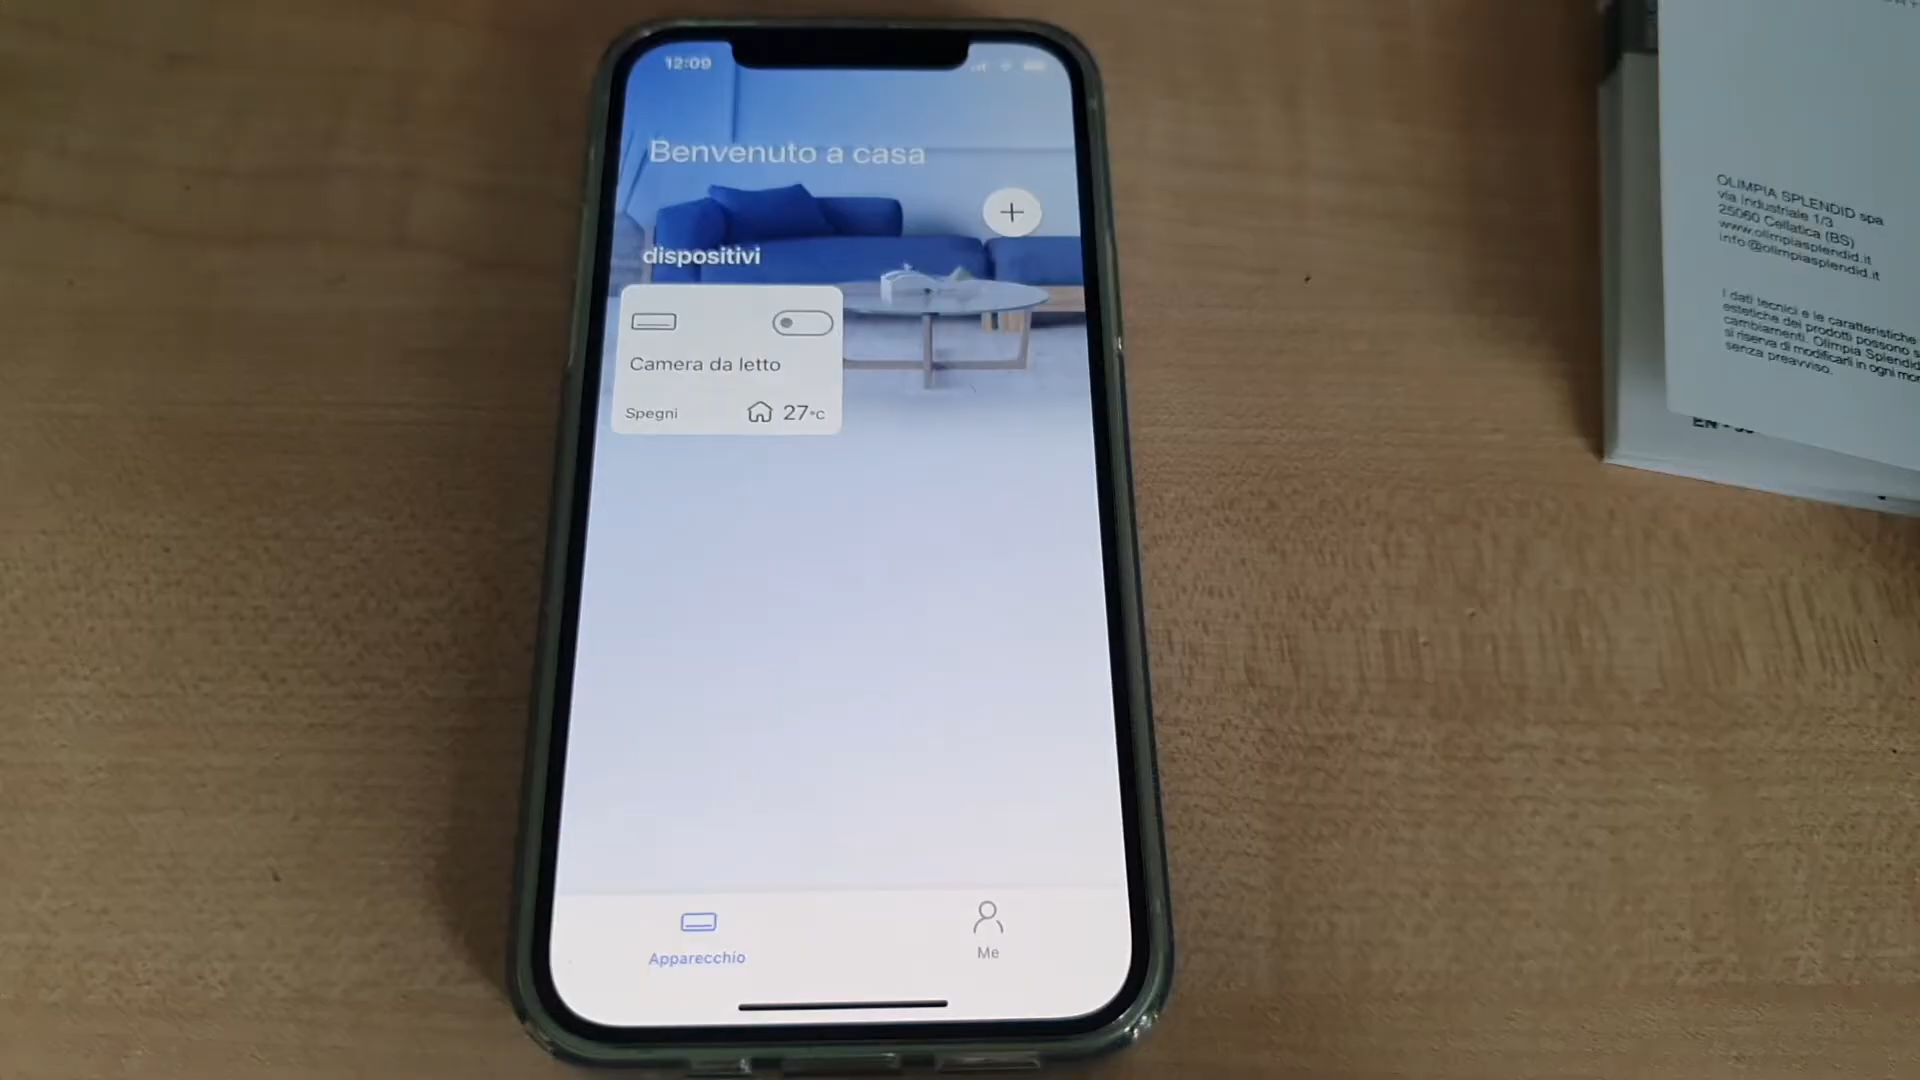 12:09
Benvenuto a casa
dispositivi
Camera da letto
Spegni
27°C
Apparecchio
Me
OLIMPIA SPLENDID spa
via Industriale 1/3
25060 Cellatica (BS)
www.olimpiasplendid.it
info@olimpiasplendid.it
I dati tecnici e le caratteristiche
estetiche dei prodotti possono
cambiamenti. Olimpia Splendid
si riserva di modificarli in ogni
senza preavviso.
EN